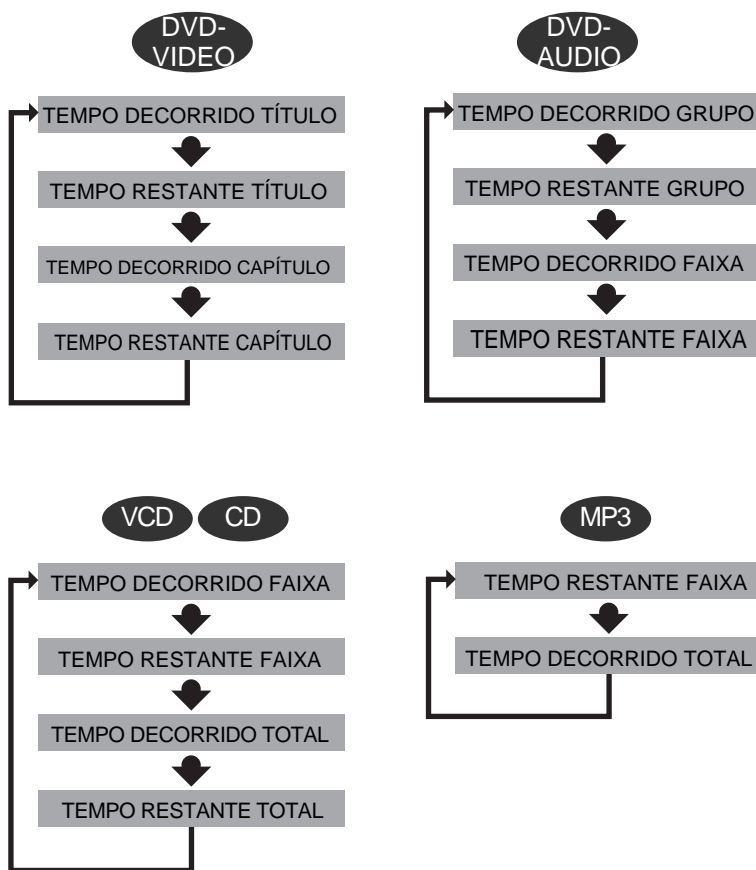 DVD-
VIDEO
TEMPO DECORRIDO TÍTULO
TEMPO RESTANTE TÍTULO
TEMPO DECORRIDO CAPÍTULO
TEMPO RESTANTE CAPÍTULO
DVD-
AUDIO
TEMPO DECORRIDO GRUPO
TEMPO RESTANTE GRUPO
TEMPO DECORRIDO FAIXA
TEMPO RESTANTE FAIXA
VCD CD
TEMPO DECORRIDO FAIXA
TEMPO RESTANTE FAIXA
TEMPO DECORRIDO TOTAL
TEMPO RESTANTE TOTAL
MP3
TEMPO RESTANTE FAIXA
TEMPO DECORRIDO TOTAL